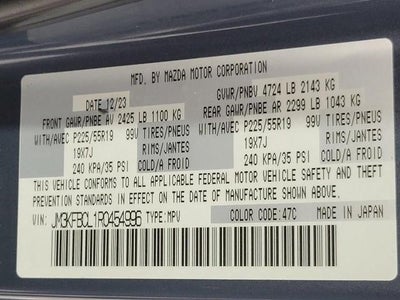 MFD. BY MAZDA MOTOR CORPORATION
DATE 12/23 GVWR/PNBV 4724 LB 2143 KG
FRONT GAWR/PNBE AV 2425 LB 1100 KG REAR GAWR/PNBE AR 2299 LB 1043 KG
WITH/AVEC P225/55R19 99V TIRES/PNEUS WITH/AVEC P225/55R19 99V TIRES/PNEUS
19X7J RIMS/JANTES 19X7J RIMS/JANTES
240 KPA/35 PSI COLD/A FROID 240 KPA/35 PSI COLD/A FROID
THIS VEHICLE CONFORMS TO ALL APPLICABLE FEDERAL MOTOR VEHICLE SAFETY AND THEFT
PREVENTION STANDARDS IN EFFECT ON THE DATE OF MANUFACTURE SHOWN ABOVE.
VIN: JM3KFBCL1R0454996 TYPE: MPV COLOR CODE: 47C MADE IN JAPAN